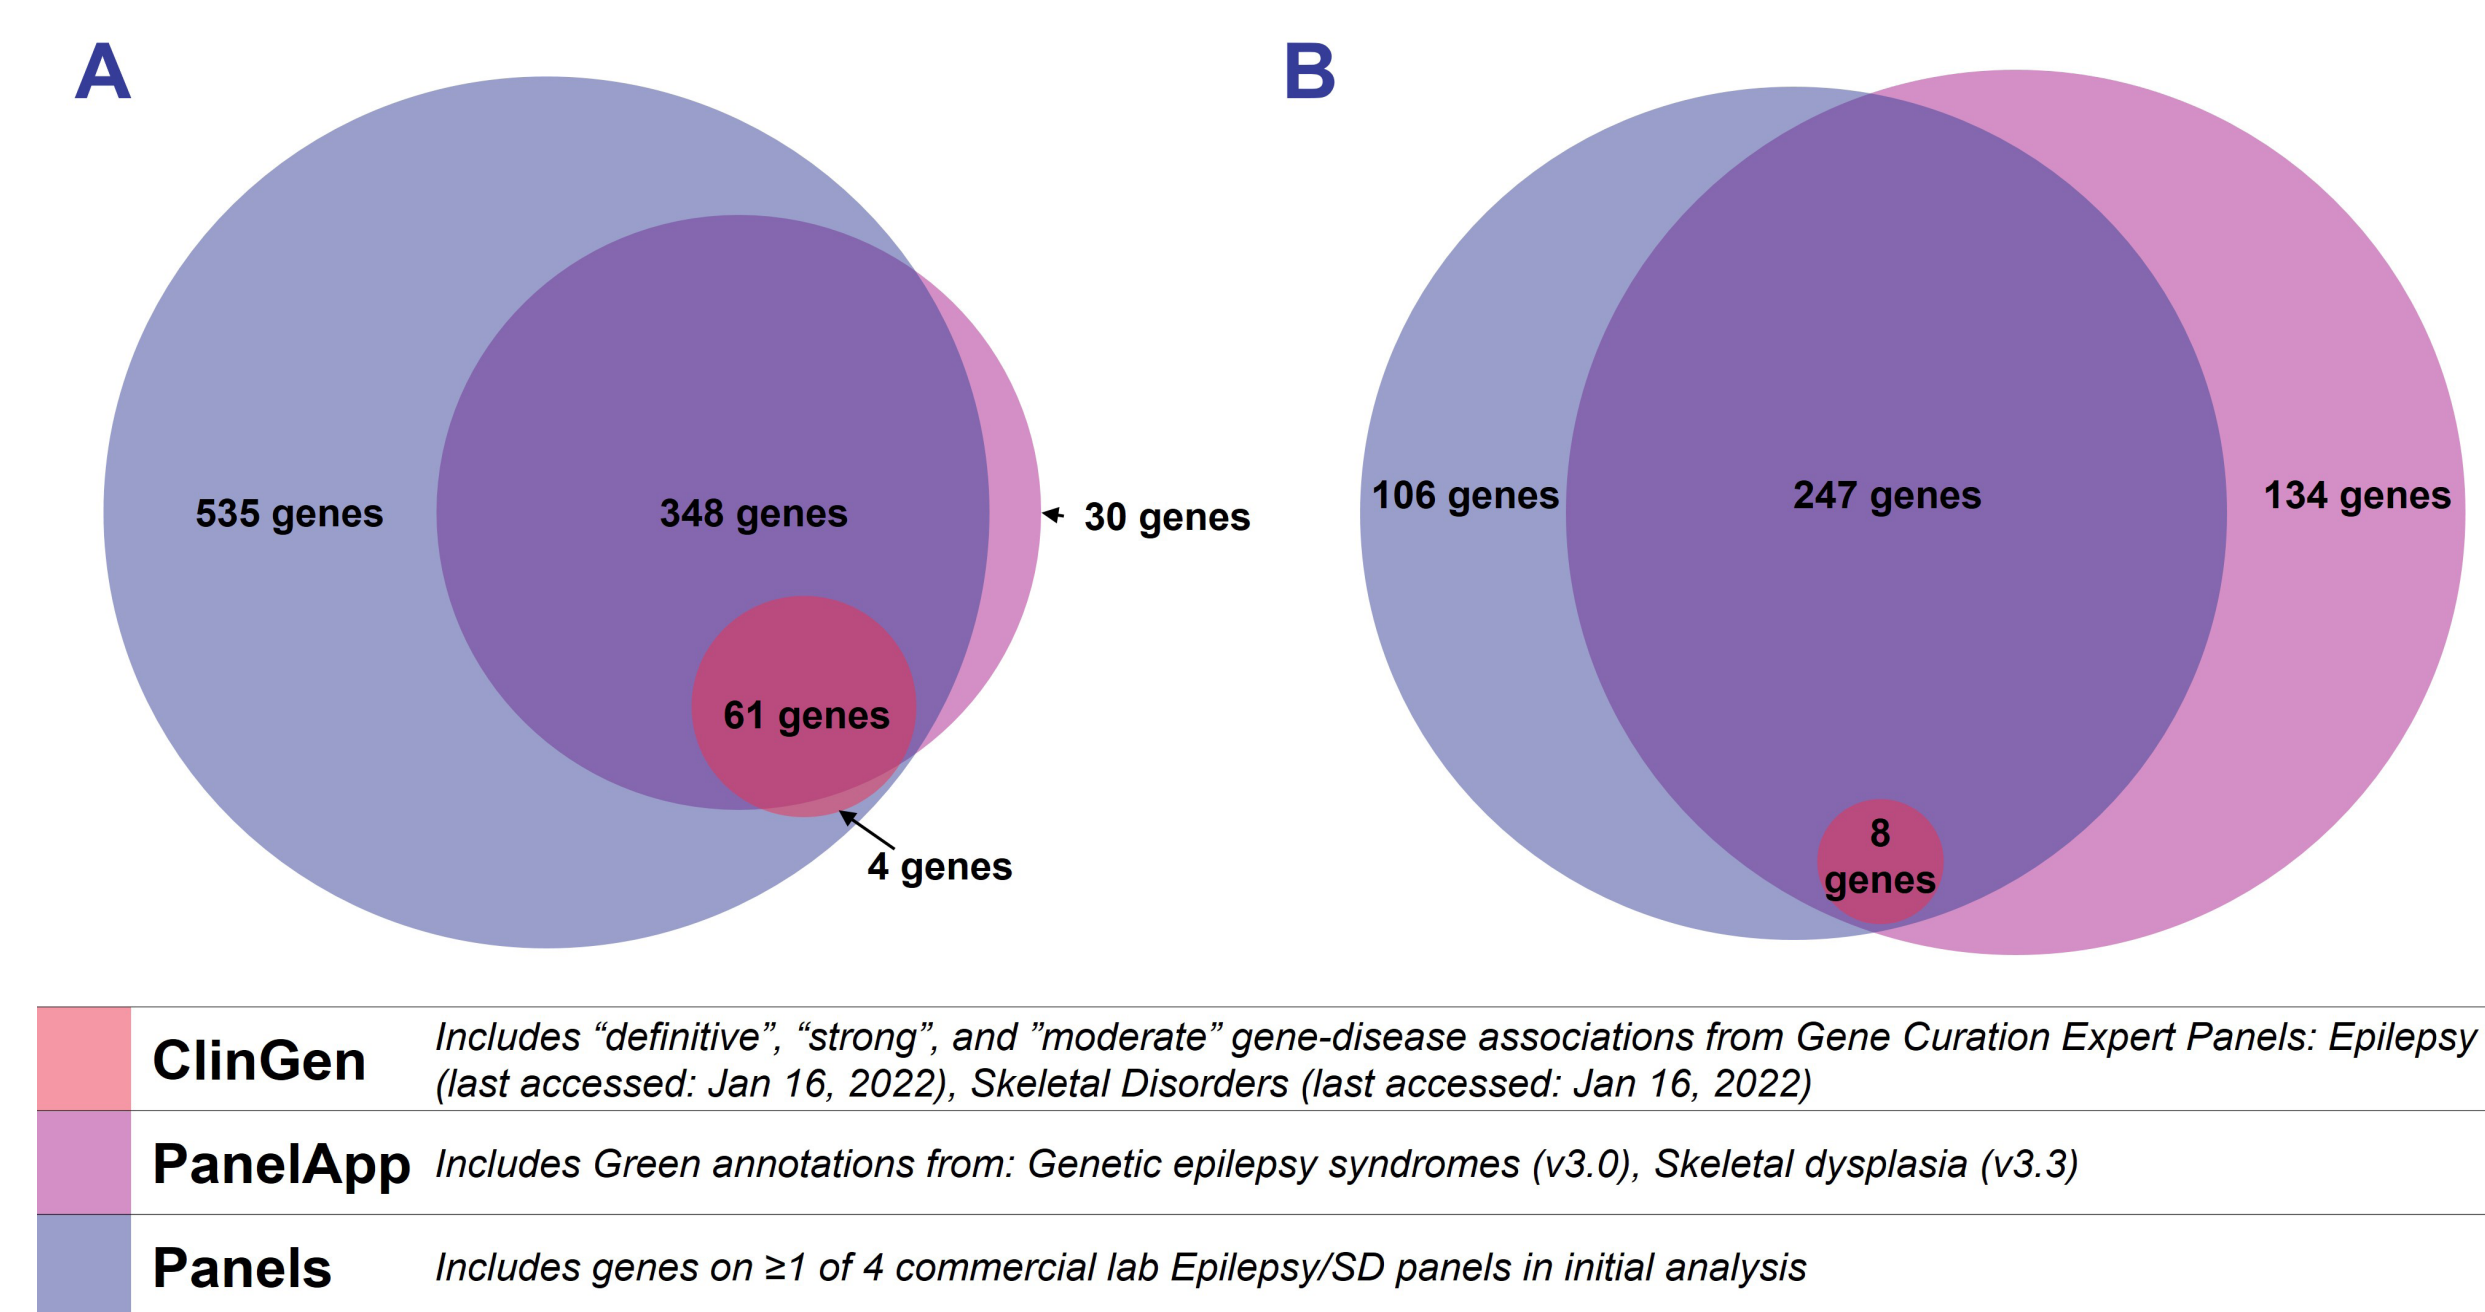 A
B
535 genes
348 genes
30 genes
61 genes
4 genes
106 genes
247 genes
134 genes
8
genes
ClinGen
Includes “definitive”, “strong”, and ”moderate” gene-disease associations from Gene Curation Expert Panels: Epilepsy
(last accessed: Jan 16, 2022), Skeletal Disorders (last accessed: Jan 16, 2022)
PanelApp
Includes Green annotations from: Genetic epilepsy syndromes (v3.0), Skeletal dysplasia (v3.3)
Panels
Includes genes on ≥1 of 4 commercial lab Epilepsy/SD panels in initial analysis